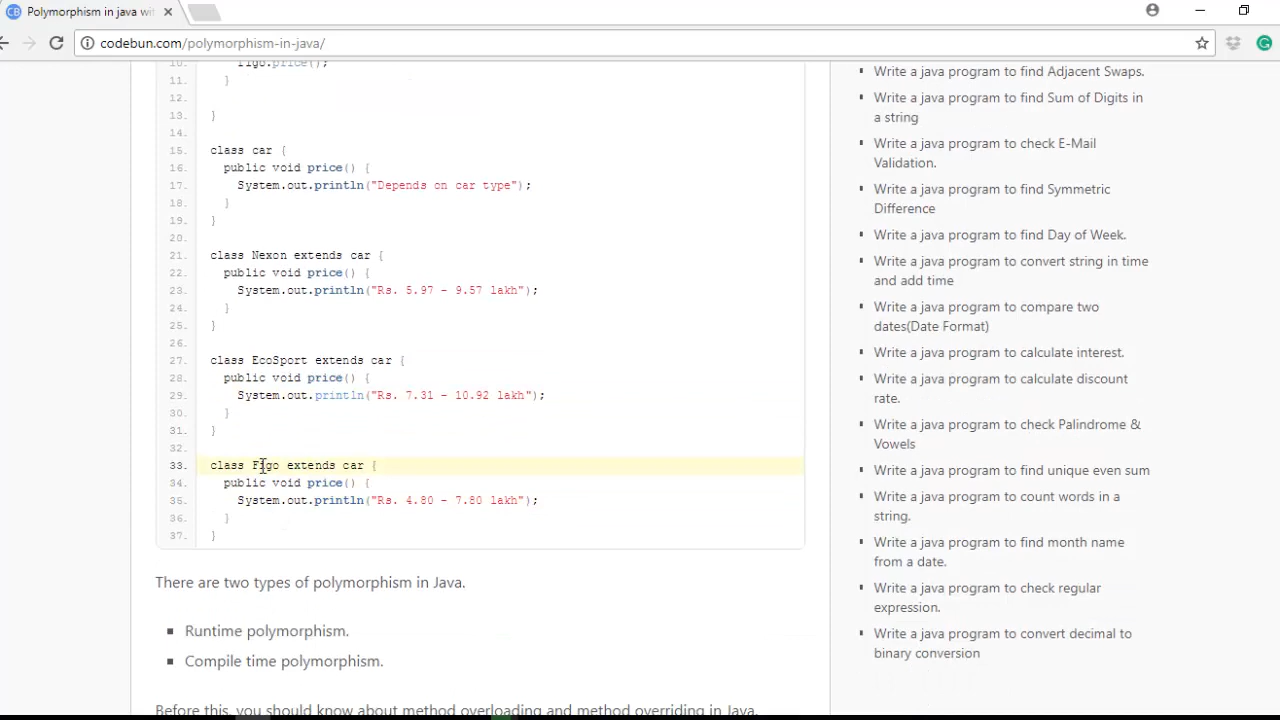 Polymorphism in java wit
codebun.com/polymorphism-in-java/
10. figo.price();
11. }
12.
13. }
14.
15. class car {
16. public void price() {
17. System.out.println("Depends on car type");
18. }
19. }
20.
21. class Nexon extends car {
22. public void price() {
23. System.out.println("Rs. 5.97 - 9.57 lakh");
24. }
25. }
26.
27. class EcoSport extends car {
28. public void price() {
29. System.out.println("Rs. 7.31 - 10.92 lakh");
30. }
31. }
32.
33. class Figo extends car {
34. public void price() {
35. System.out.println("Rs. 4.80 - 7.80 lakh");
36. }
37. }
There are two types of polymorphism in Java.
Runtime polymorphism.
Compile time polymorphism.
Before this, you should know about method overloading and method overriding in Java.
Write a java program to find Adjacent Swaps.
Write a java program to find Sum of Digits in
a string
Write a java program to check E-Mail
Validation.
Write a java program to find Symmetric
Difference
Write a java program to find Day of Week.
Write a java program to convert string in time
and add time
Write a java program to compare two
dates(Date Format)
Write a java program to calculate interest.
Write a java program to calculate discount
rate.
Write a java program to check Palindrome &
Vowels
Write a java program to find unique even sum
Write a java program to count words in a
string.
Write a java program to find month name
from a date.
Write a java program to check regular
expression.
Write a java program to convert decimal to
binary conversion